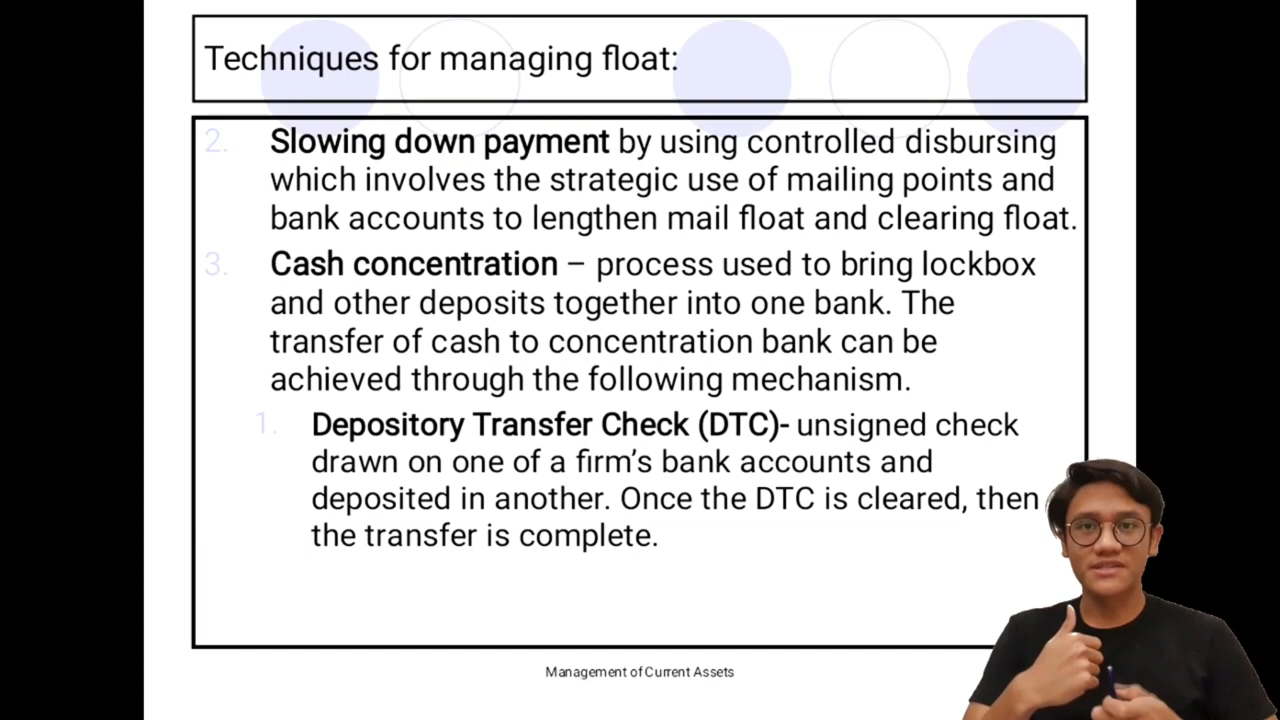 Techniques for managing float:
2. Slowing down payment by using controlled disbursing
which involves the strategic use of mailing points and
bank accounts to lengthen mail float and clearing float.
3. Cash concentration – process used to bring lockbox
and other deposits together into one bank. The
transfer of cash to concentration bank can be
achieved through the following mechanism.
1. Depository Transfer Check (DTC)- unsigned check
drawn on one of a firm’s bank accounts and
deposited in another. Once the DTC is cleared, then
the transfer is complete.
Management of Current Assets